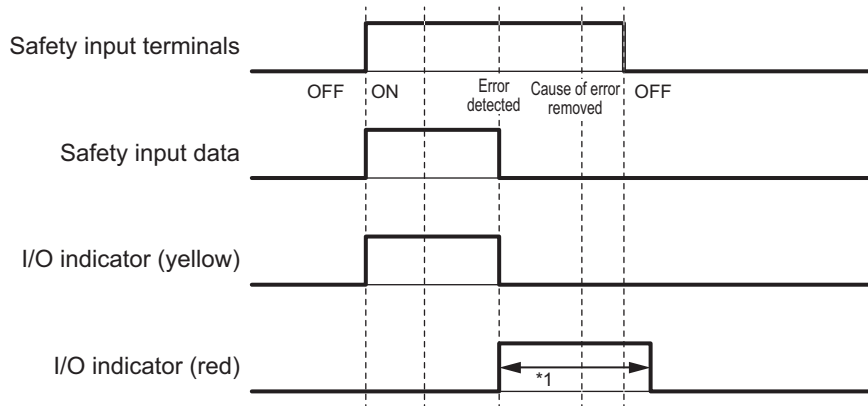 Safety input terminals
OFF
ON
Error
detected
Cause of error
removed
OFF
Safety input data
I/O indicator (yellow)
I/O indicator (red)
*1